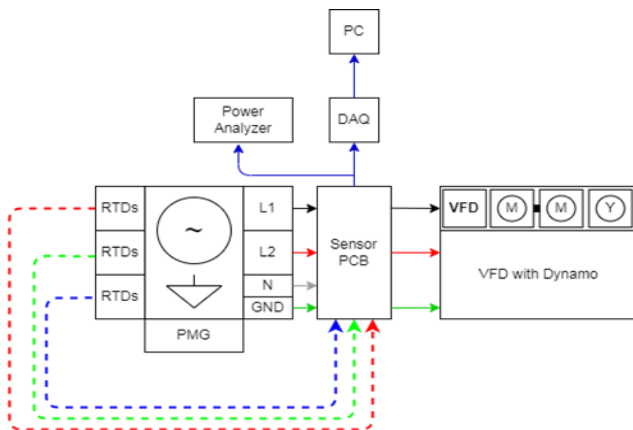 PC
Power
Analyzer
DAQ
RTDs
L1
VFD
M
M
Y
~
RTDs
L2
Sensor
PCB
VFD with Dynamo
RTDs
N
GND
PMG